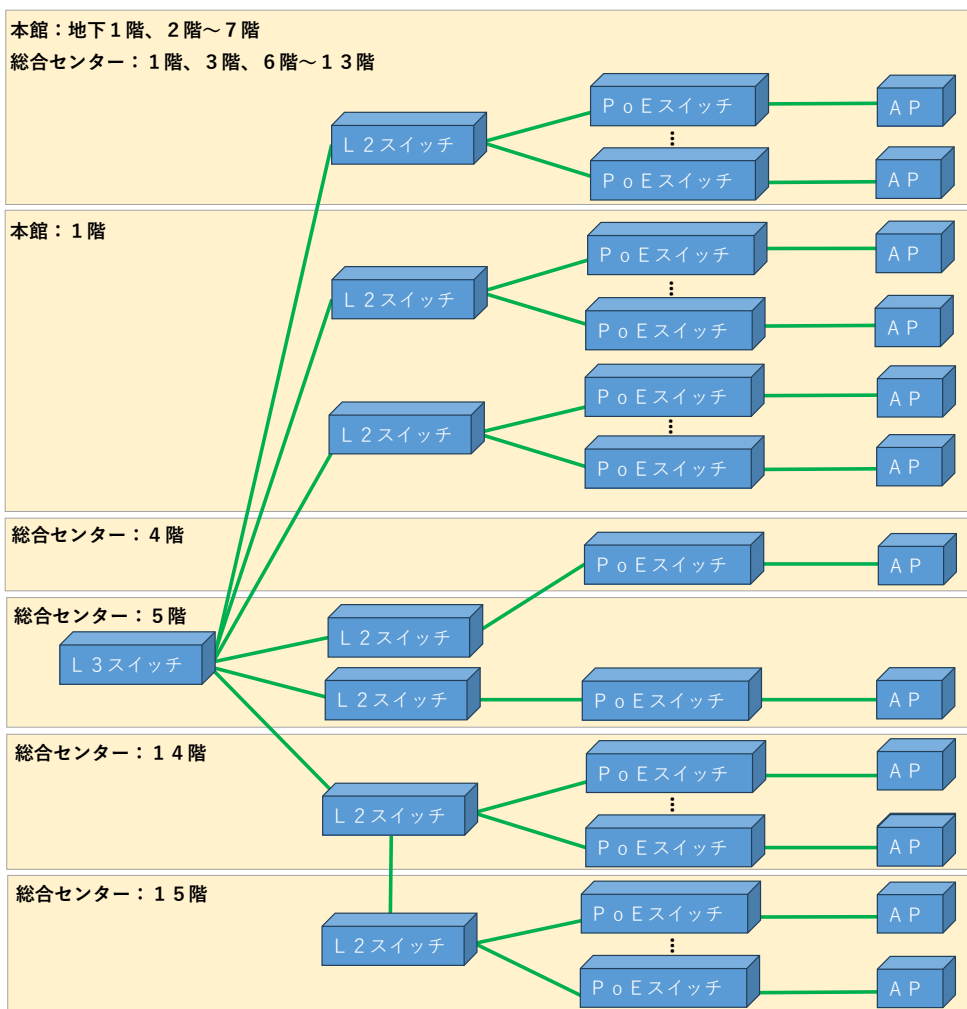 本館：地下１階、２階～７階
総合センター：１階、３階、６階～１３階
ＰｏＥスイッチ
ＡＰ
Ｌ２スイッチ
ＰｏＥスイッチ
ＡＰ
本館：１階
ＰｏＥスイッチ
ＡＰ
Ｌ２スイッチ
ＰｏＥスイッチ
ＡＰ
ＰｏＥスイッチ
ＡＰ
Ｌ２スイッチ
ＰｏＥスイッチ
ＡＰ
総合センター：４階
ＰｏＥスイッチ
ＡＰ
総合センター：５階
Ｌ２スイッチ
Ｌ３スイッチ
Ｌ２スイッチ
ＰｏＥスイッチ
ＡＰ
総合センター：１４階
ＰｏＥスイッチ
ＡＰ
Ｌ２スイッチ
ＰｏＥスイッチ
ＡＰ
総合センター：１５階
ＰｏＥスイッチ
ＡＰ
Ｌ２スイッチ
ＰｏＥスイッチ
ＡＰ